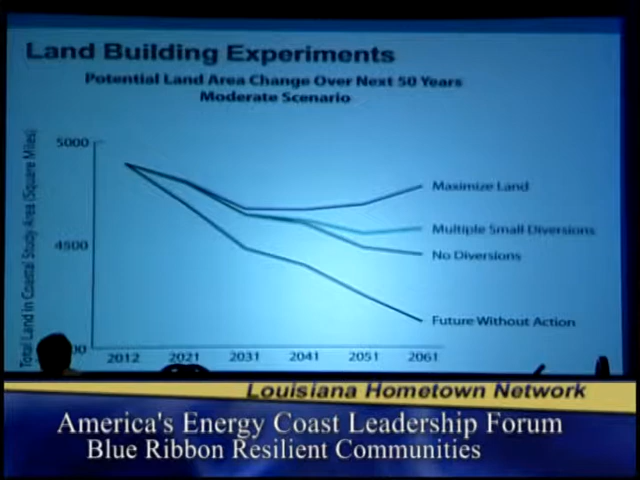 Land Building Experiments
Potential Land Area Change Over Next 50 Years
Moderate Scenario
Total Land in Coastal Study Area (Square Miles)
5000
4500
00
Maximize Land
Multiple Small Diversions
No Diversions
Future Without Action
2012 2021 2031 2041 2051 2061
Louisiana Hometown Network
America's Energy Coast Leadership Forum
Blue Ribbon Resilient Communities